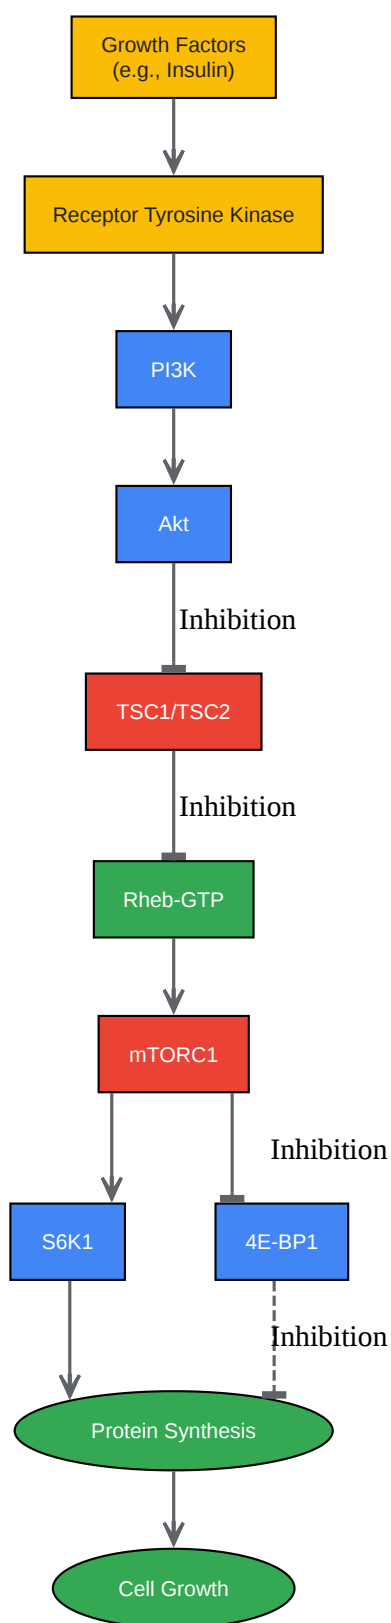 Growth Factors
(e.g., Insulin)
Receptor Tyrosine Kinase
PI3K
Akt
Inhibition
TSC1/TSC2
Inhibition
Rheb-GTP
mTORC1
Inhibition
S6K1
4E-BP1
Inhibition
Protein Synthesis
Cell Growth